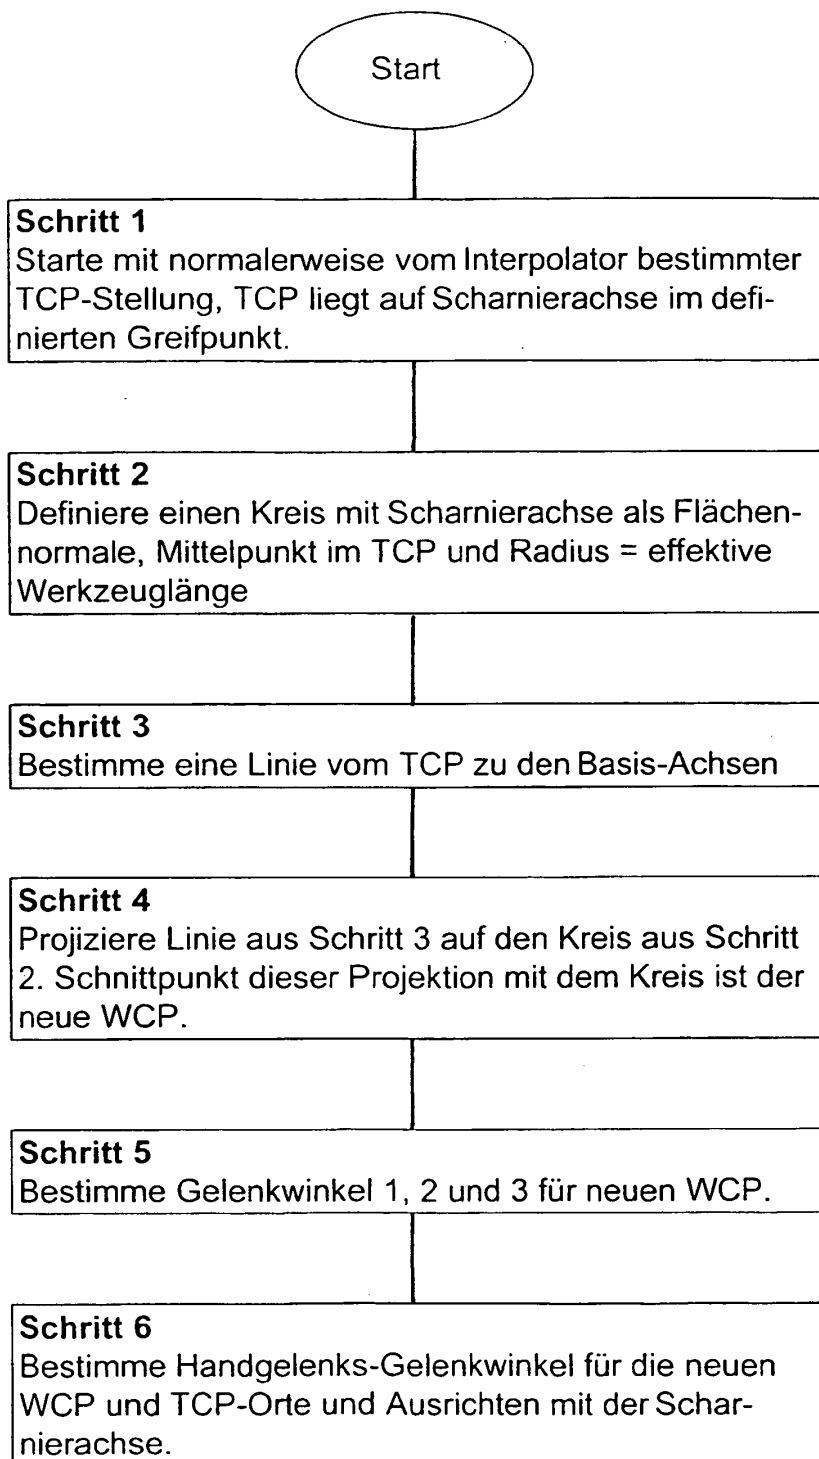 Start
Schritt 1
Starte mit normalerweise vom Interpolator bestimmter
TCP-Stellung, TCP liegt auf Scharnierachse im defi-
nierten Greifpunkt.
Schritt 2
Definiere einen Kreis mit Scharnierachse als Flächen-
normale, Mittelpunkt im TCP und Radius = effektive
Werkzeuglänge
Schritt 3
Bestimme eine Linie vom TCP zu den Basis-Achsen
Schritt 4
Projiziere Linie aus Schritt 3 auf den Kreis aus Schritt
2. Schnittpunkt dieser Projektion mit dem Kreis ist der
neue WCP.
Schritt 5
Bestimme Gelenkwinkel 1, 2 und 3 für neuen WCP.
Schritt 6
Bestimme Handgelenks-Gelenkwinkel für die neuen
WCP und TCP-Orte und Ausrichten mit der Schar-
nierachse.